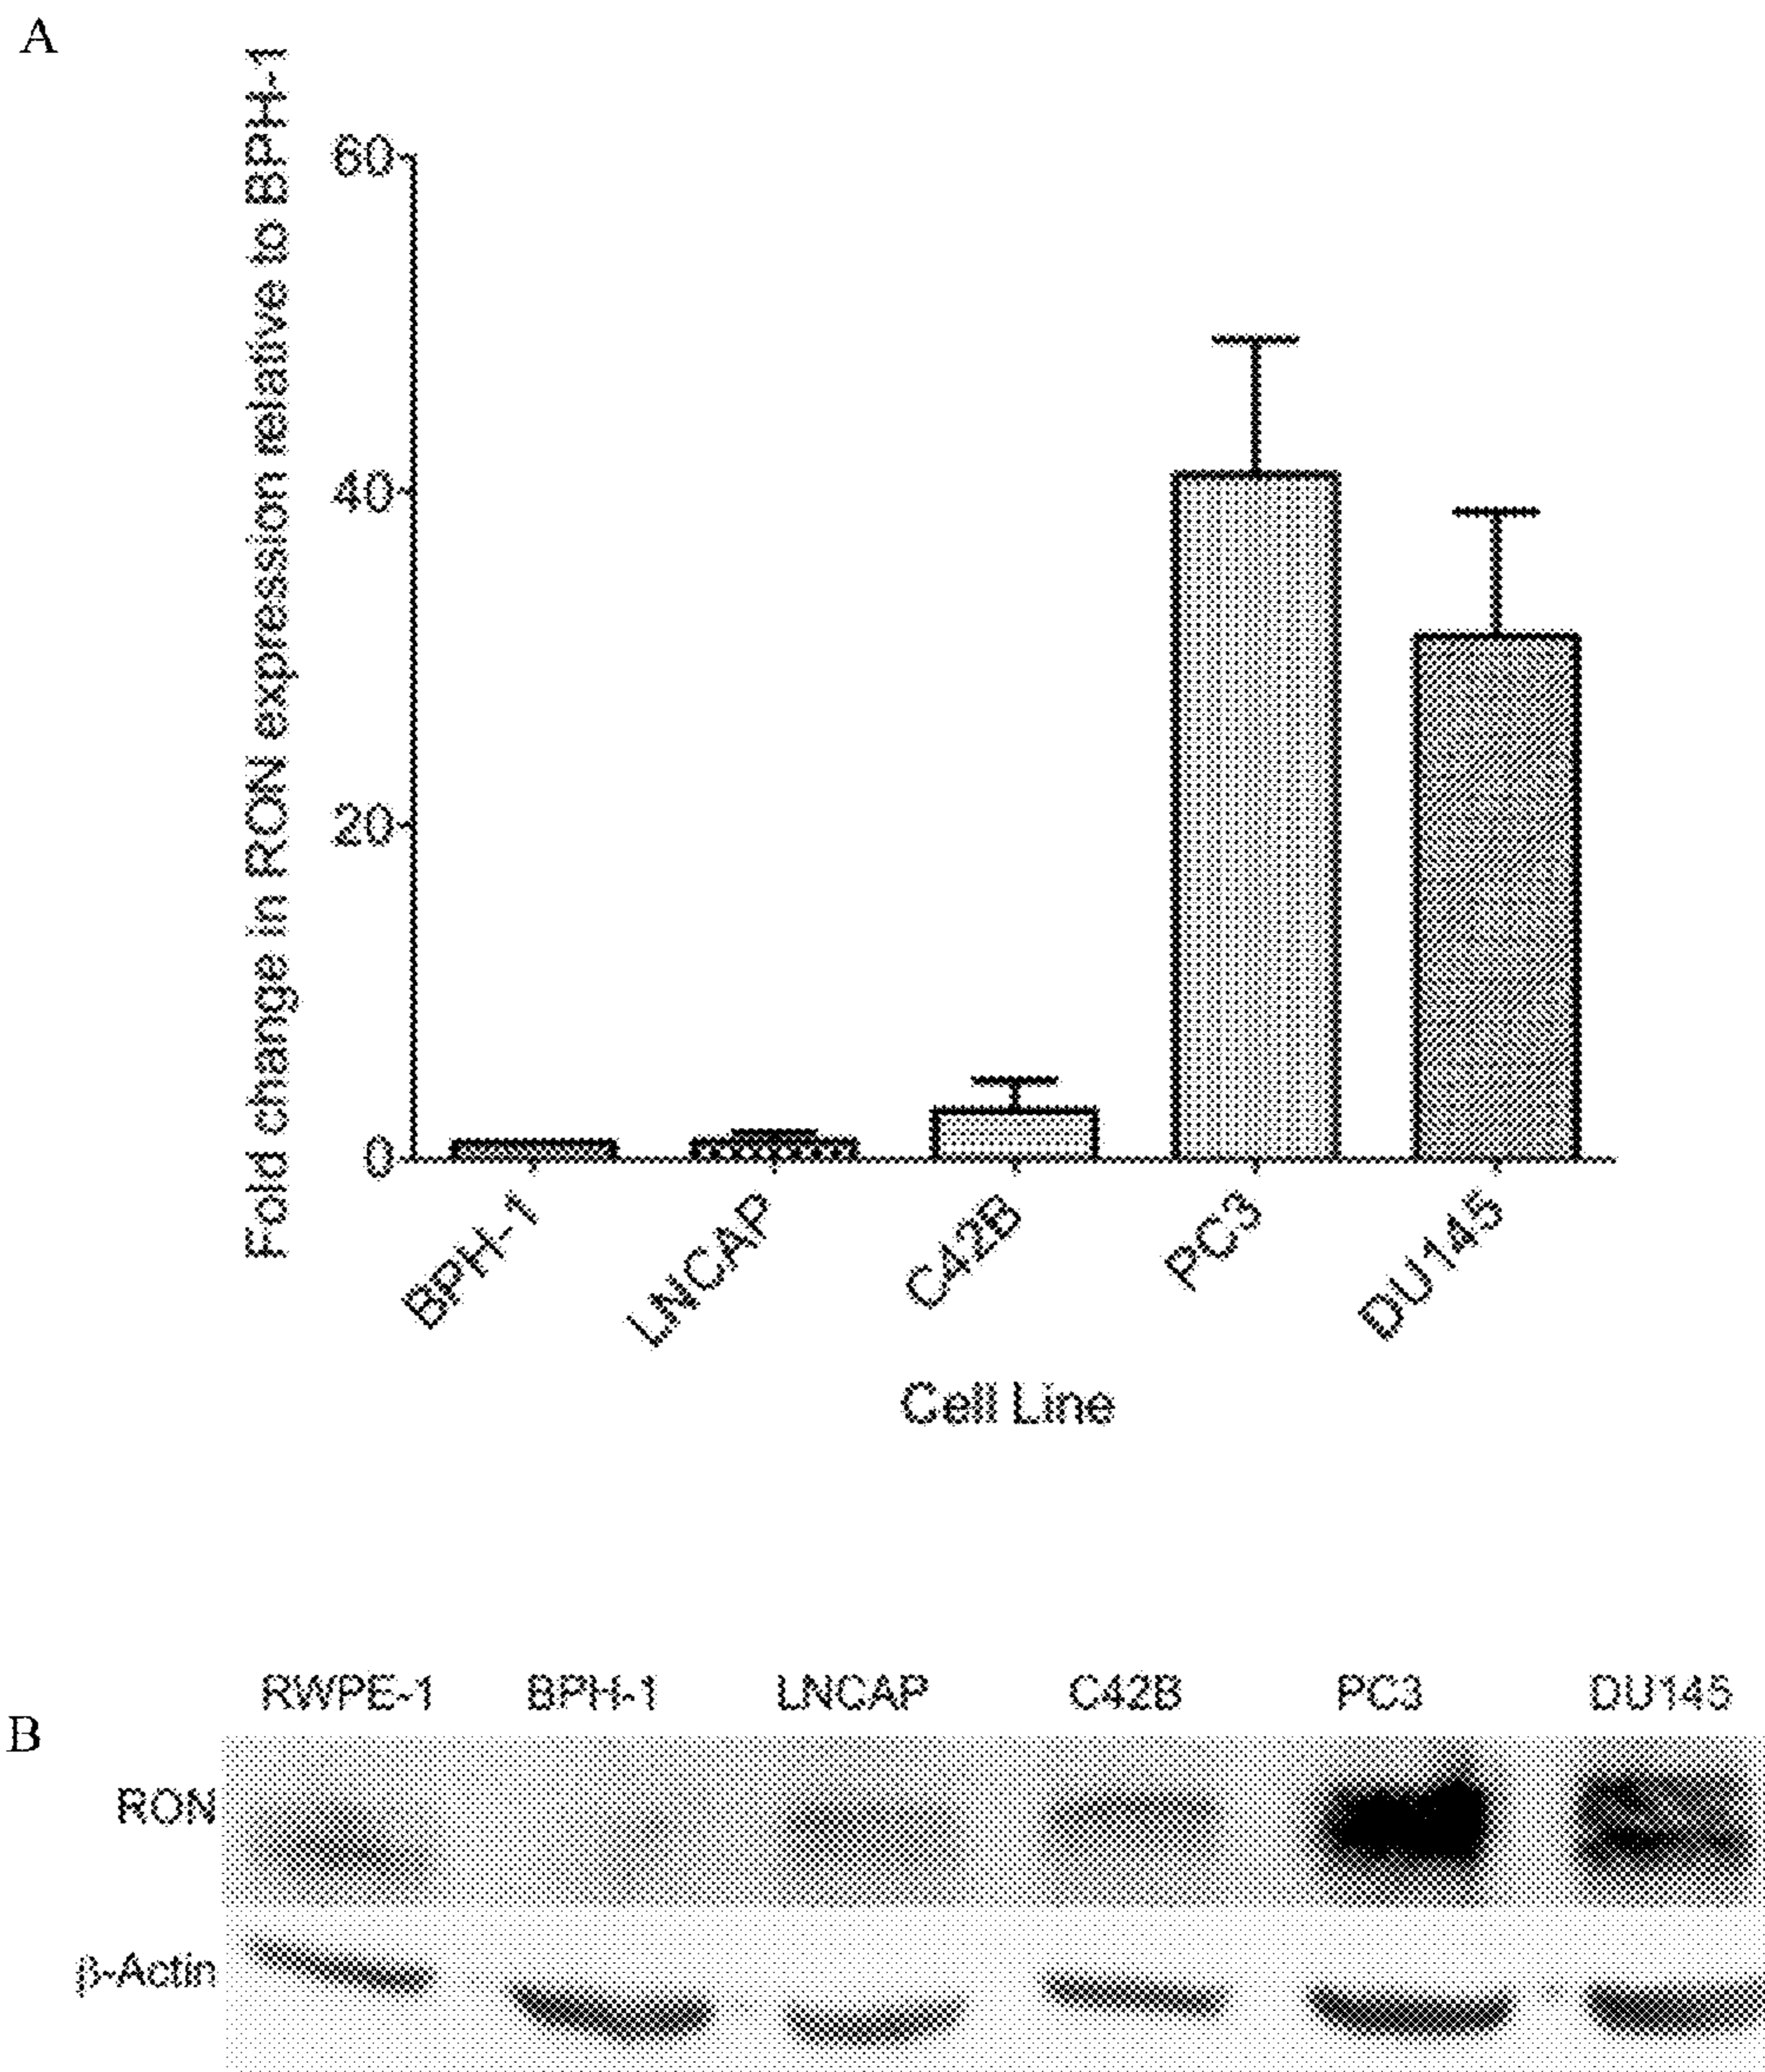 A
Fold change in RON expression relative to BPH-1
60
40
20
0
BPH-1
LNCAP
C42B
PC3
DU145
Cell Line
B
RWPE-1 BPH-1 LNCAP C42B PC3 DU145
RON
β-Actin